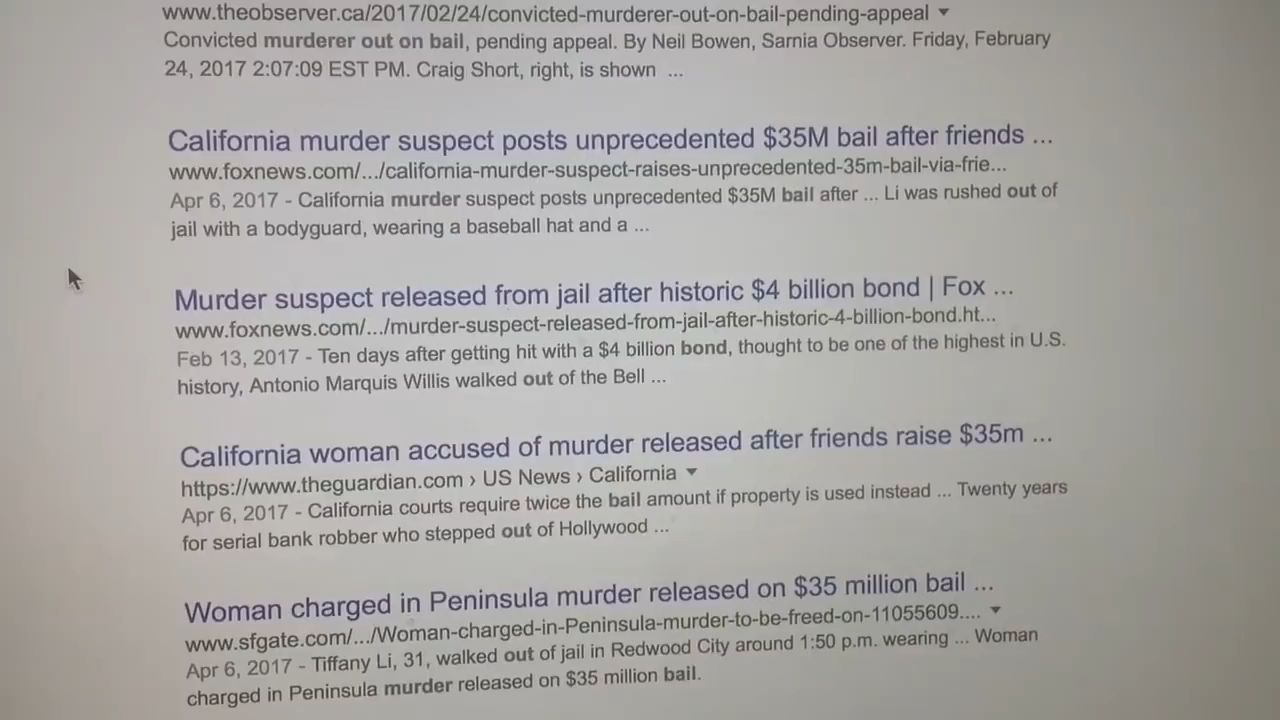 www.theobserver.ca/2017/02/24/convicted-murderer-out-on-bail-pending-appeal
Convicted murderer out on bail, pending appeal. By Neil Bowen, Sarnia Observer. Friday, February
24, 2017 2:07:09 EST PM. Craig Short, right, is shown ...
California murder suspect posts unprecedented $35M bail after friends ...
www.foxnews.com/.../california-murder-suspect-raises-unprecedented-35m-bail-via-frie...
Apr 6, 2017 - California murder suspect posts unprecedented $35M bail after ... Li was rushed out of
jail with a bodyguard, wearing a baseball hat and a ...
Murder suspect released from jail after historic $4 billion bond | Fox ...
www.foxnews.com/.../murder-suspect-released-from-jail-after-historic-4-billion-bond.ht...
Feb 13, 2017 - Ten days after getting hit with a $4 billion bond, thought to be one of the highest in U.S.
history, Antonio Marquis Willis walked out of the Bell ...
California woman accused of murder released after friends raise $35m ...
https://www.theguardian.com › US News › California
Apr 6, 2017 - California courts require twice the bail amount if property is used instead ... Twenty years
for serial bank robber who stepped out of Hollywood ...
Woman charged in Peninsula murder released on $35 million bail ...
www.sfgate.com/.../Woman-charged-in-Peninsula-murder-to-be-freed-on-11055609....
Apr 6, 2017 - Tiffany Li, 31, walked out of jail in Redwood City around 1:50 p.m. wearing ... Woman
charged in Peninsula murder released on $35 million bail.